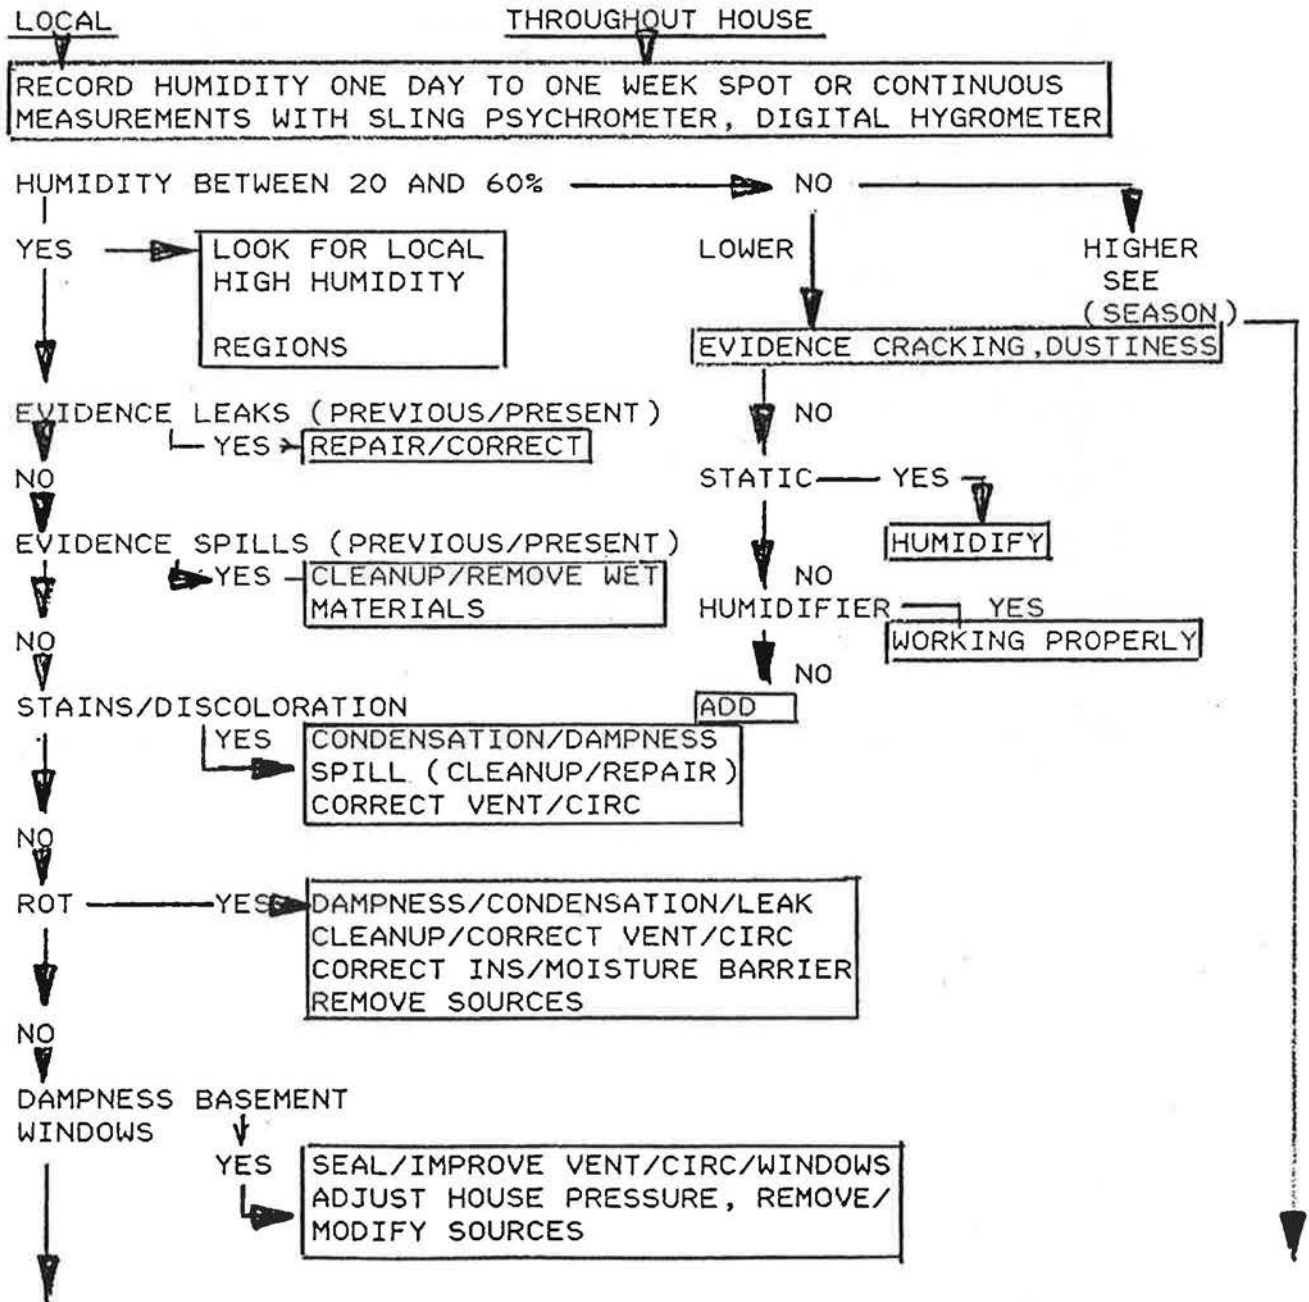 LOCAL THROUGHOUT HOUSE
RECORD HUMIDITY ONE DAY TO ONE WEEK SPOT OR CONTINUOUS
MEASUREMENTS WITH SLING PSYCHROMETER, DIGITAL HYGROMETER
HUMIDITY BETWEEN 20 AND 60% NO
YES LOOK FOR LOCAL LOWER HIGHER
HIGH HUMIDITY SEE
(SEASON)
REGIONS EVIDENCE CRACKING,DUSTINESS
EVIDENCE LEAKS (PREVIOUS/PRESENT) NO
YES REPAIR/CORRECT
NO STATIC YES
EVIDENCE SPILLS (PREVIOUS/PRESENT) HUMIDIFY
YES CLEANUP/REMOVE WET NO
MATERIALS HUMIDIFIER YES
NO WORKING PROPERLY
NO
STAINS/DISCOLORATION ADD
YES CONDENSATION/DAMPNESS
SPILL (CLEANUP/REPAIR)
CORRECT VENT/CIRC
NO
ROT YES DAMPNESS/CONDENSATION/LEAK
CLEANUP/CORRECT VENT/CIRC
CORRECT INS/MOISTURE BARRIER
REMOVE SOURCES
NO
DAMPNESS BASEMENT
WINDOWS
YES SEAL/IMPROVE VENT/CIRC/WINDOWS
ADJUST HOUSE PRESSURE, REMOVE/
MODIFY SOURCES